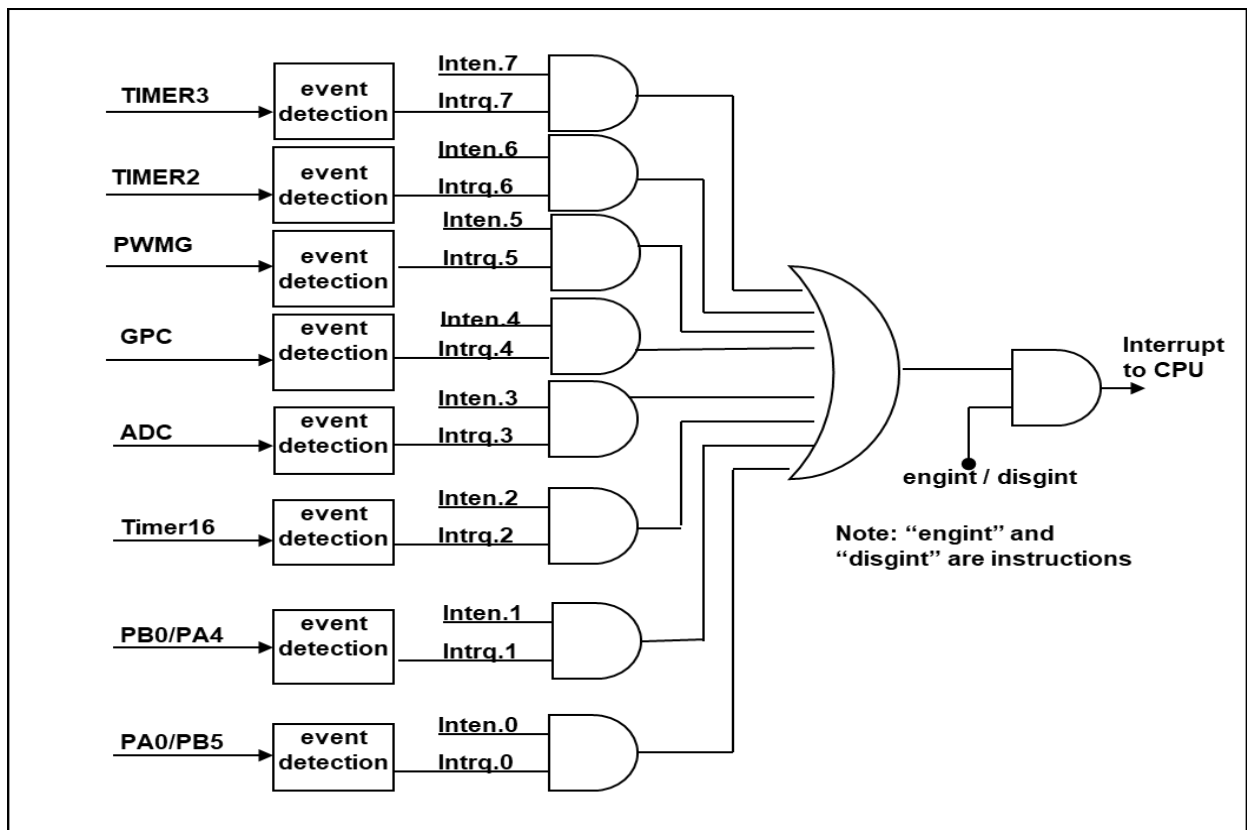 TIMER3
event
detection
Inten.7
Intrq.7
TIMER2
event
detection
Inten.6
Intrq.6
PWMG
event
detection
Inten.5
Intrq.5
GPC
event
detection
Inten.4
Intrq.4
ADC
event
detection
Inten.3
Intrq.3
Timer16
event
detection
Inten.2
Intrq.2
PB0/PA4
event
detection
Inten.1
Intrq.1
PA0/PB5
event
detection
Inten.0
Intrq.0
Interrupt
to CPU
engint / disgint
Note: “engint” and
“disgint” are instructions